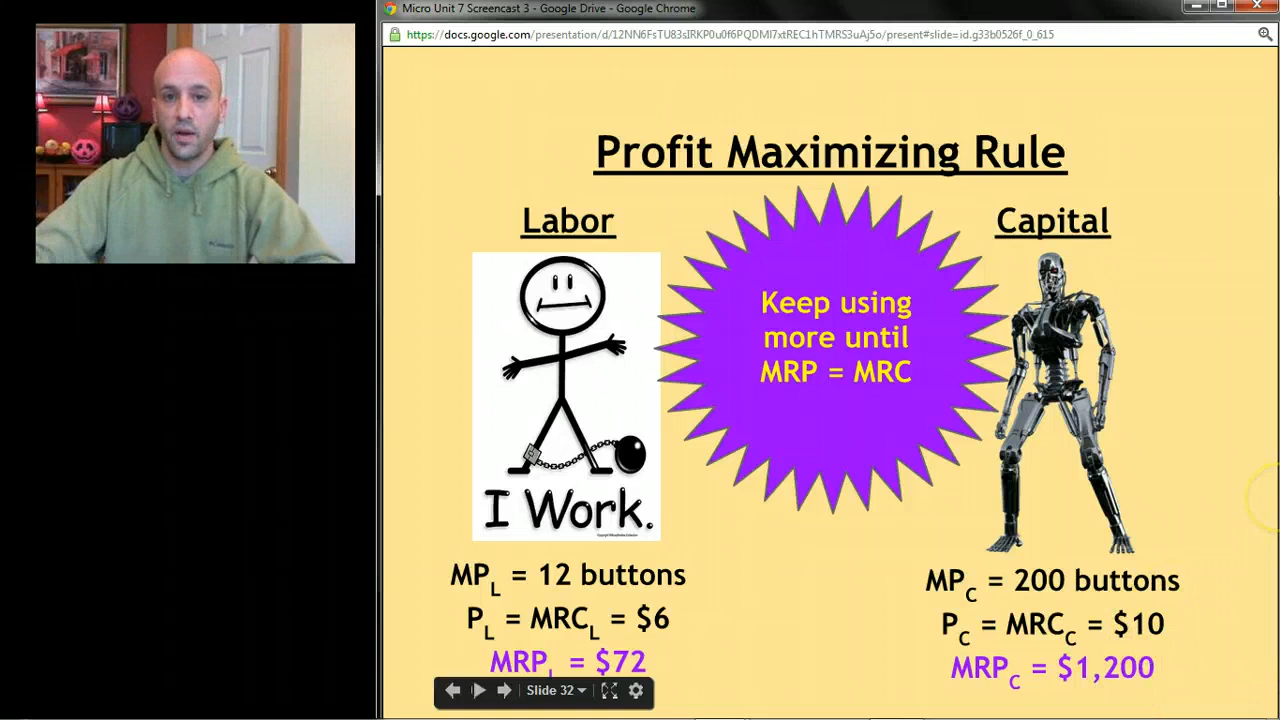 Micro Unit 7 Screencast 3 - Google Drive - Google Chrome
https://docs.google.com/presentation/d/12NN6FsTU83sIRKP0u0f6PQDMI7xtREC1hTMRS3uAj5o/present#slide=id.g33b0526f_0_615
Profit Maximizing Rule
Labor
Capital
Keep using
more until
MRP = MRC
I Work.
MPL = 12 buttons
PL = MRCL = $6
MRPL = $72
MPC = 200 buttons
PC = MRCC = $10
MRPC = $1,200
Slide 32